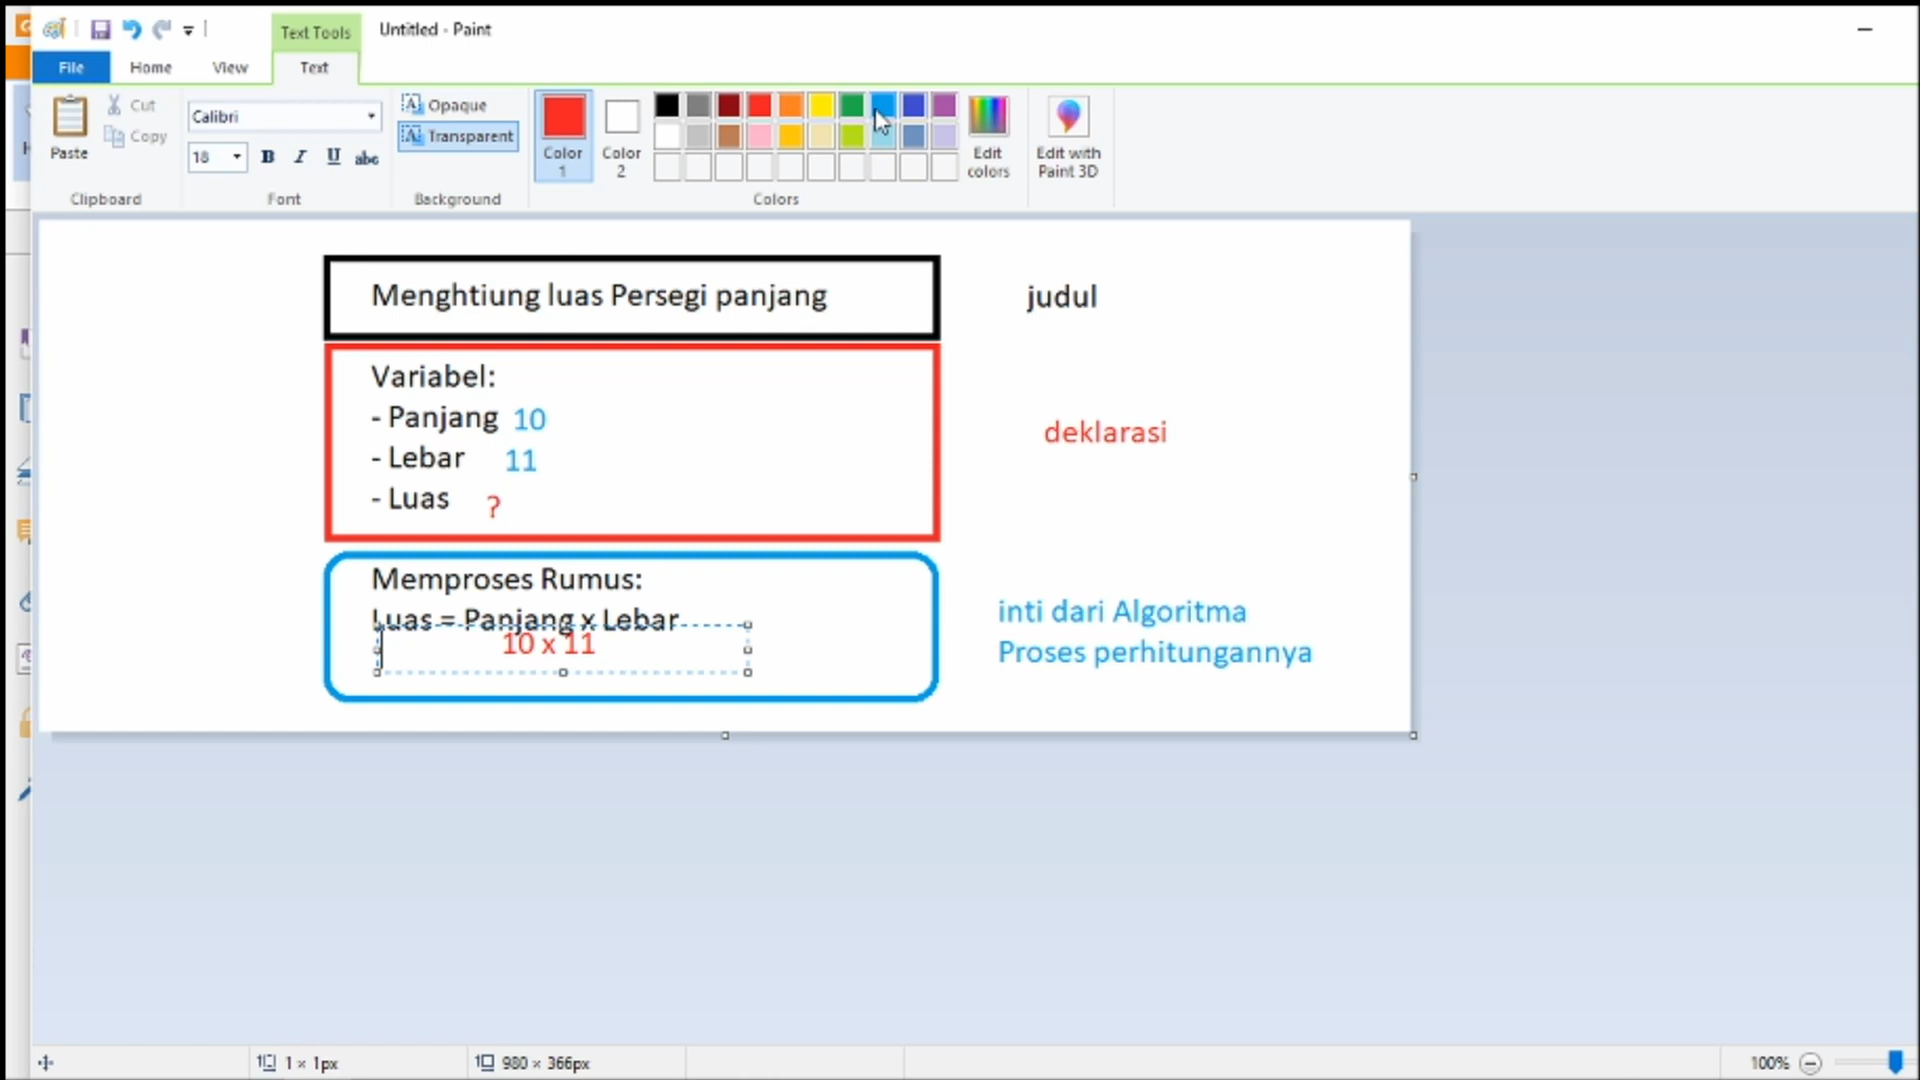 Text Tools
Untitled - Paint
File
Home
View
Text
Paste
Cut
Copy
Clipboard
Calibri
18
B I U abc
Font
Opaque
Transparent
Background
Color
1
Color
2
Colors
Edit
colors
Edit with
Paint 3D
Menghtiung luas Persegi panjang
judul
Variabel:
- Panjang 10
- Lebar 11
- Luas ?
deklarasi
Memproses Rumus:
Luas = Panjang x Lebar
10 x 11
inti dari Algoritma
Proses perhitungannya
1 × 1px
980 × 366px
100%